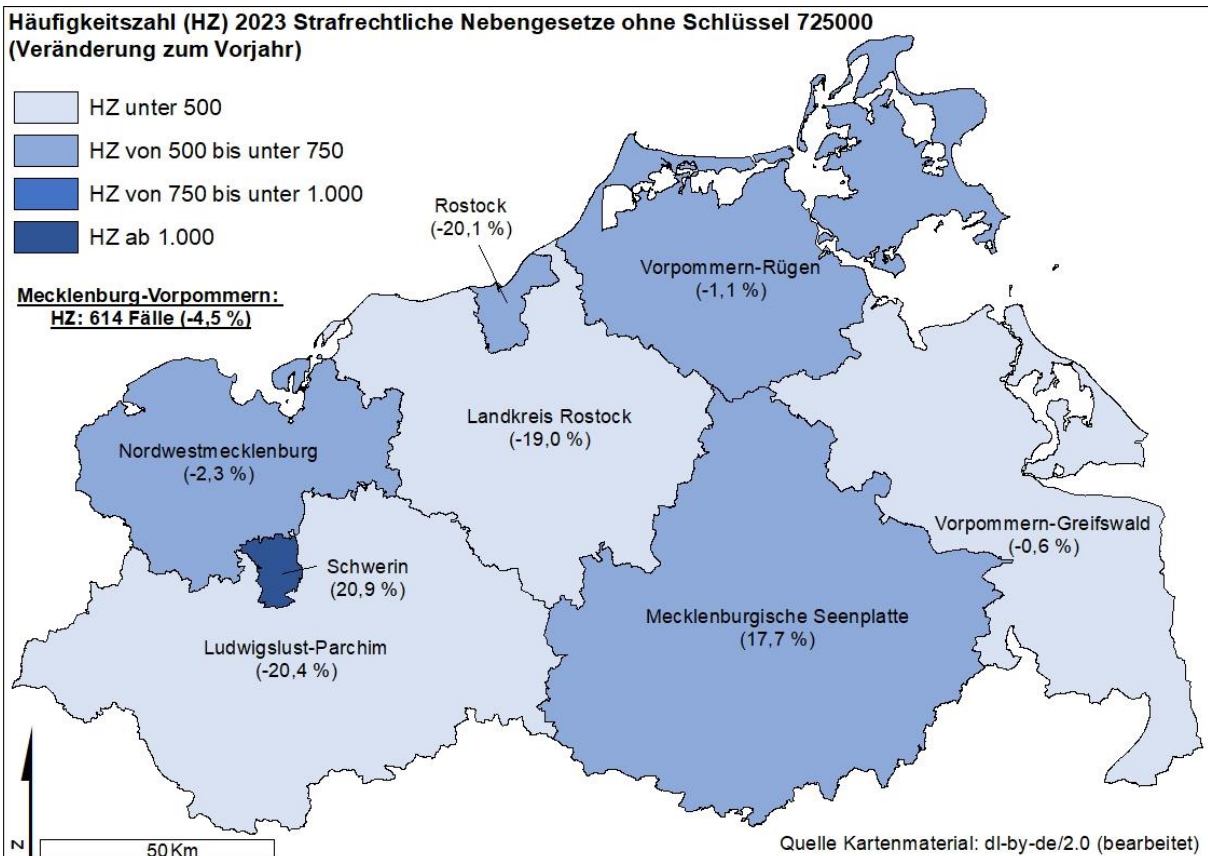 Häufigkeitszahl (HZ) 2023 Strafrechtliche Nebengesetze ohne Schlüssel 725000
(Veränderung zum Vorjahr)
HZ unter 500
HZ von 500 bis unter 750
HZ von 750 bis unter 1.000
HZ ab 1.000
Mecklenburg-Vorpommern:
HZ: 614 Fälle (-4,5 %)
Rostock
(-20,1 %)
Vorpommern-Rügen
(-1,1 %)
Landkreis Rostock
(-19,0 %)
Nordwestmecklenburg
(-2,3 %)
Vorpommern-Greifswald
(-0,6 %)
Schwerin
(20,9 %)
Mecklenburgische Seenplatte
(17,7 %)
Ludwigslust-Parchim
(-20,4 %)
N
50 Km
Quelle Kartenmaterial: dl-by-de/2.0 (bearbeitet)